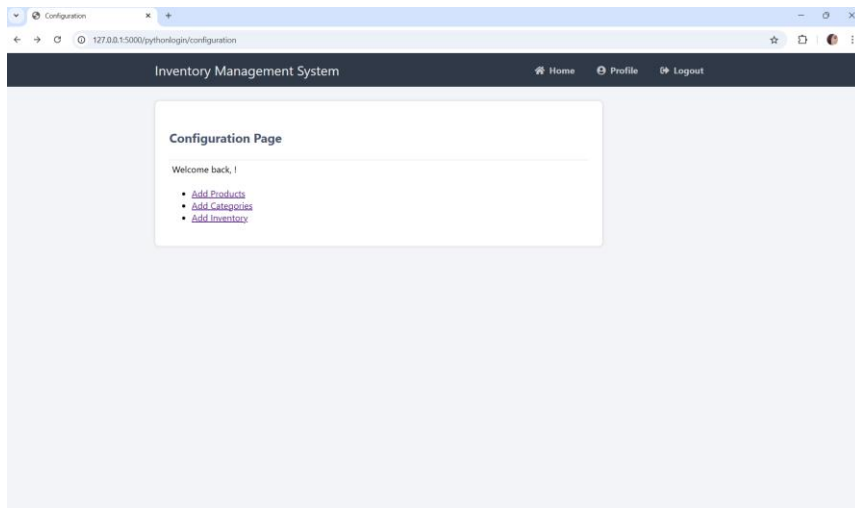 Configuration
127.0.0.1:5000/pythonlogin/configuration
Inventory Management System
Home
Profile
Logout
Configuration Page
Welcome back, !
Add Products
Add Categories
Add Inventory